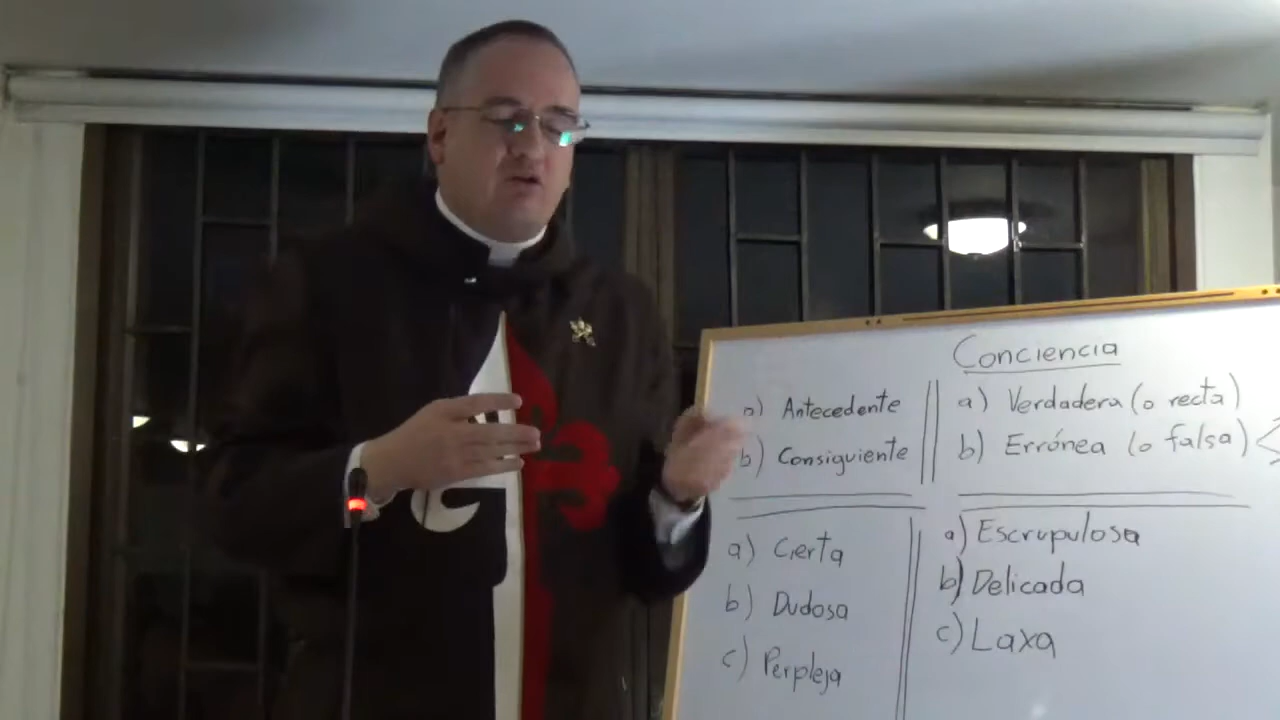 Conciencia
a) Antecedente
b) Consiguiente
a) Verdadera (o recta)
b) Errónea (o falsa) <
a) Cierta
b) Dudosa
c) Perpleja
a) Escrupulosa
b) Delicada
c) Laxa